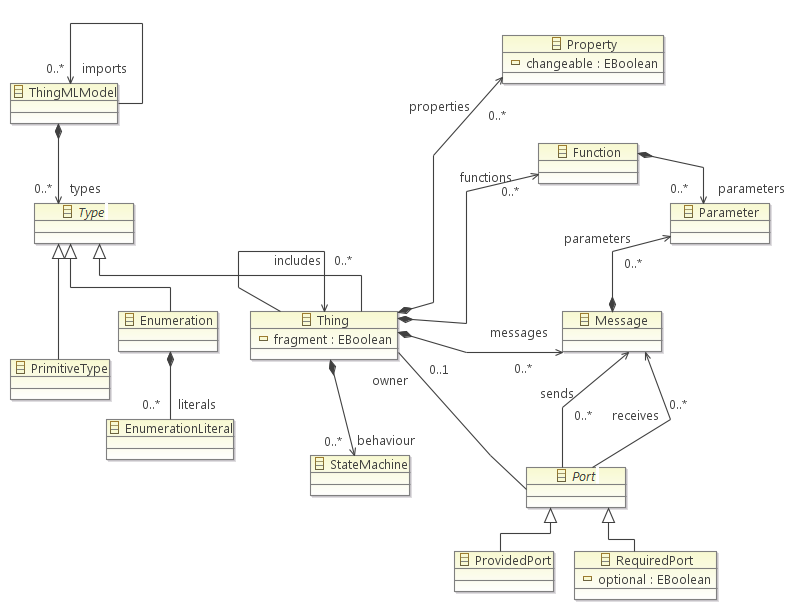 Property
changeable : EBoolean
0..*
imports
ThingMLModel
properties
0..*
Function
functions
0..*
0..*
types
0..*
parameters
Type
Parameter
parameters
0..*
includes
0..*
Enumeration
Thing
fragment : EBoolean
Message
messages
0..*
PrimitiveType
owner
0..1
sends
0..*
receives
0..*
0..*
literals
EnumerationLiteral
0..*
behaviour
StateMachine
Port
ProvidedPort
RequiredPort
optional : EBoolean